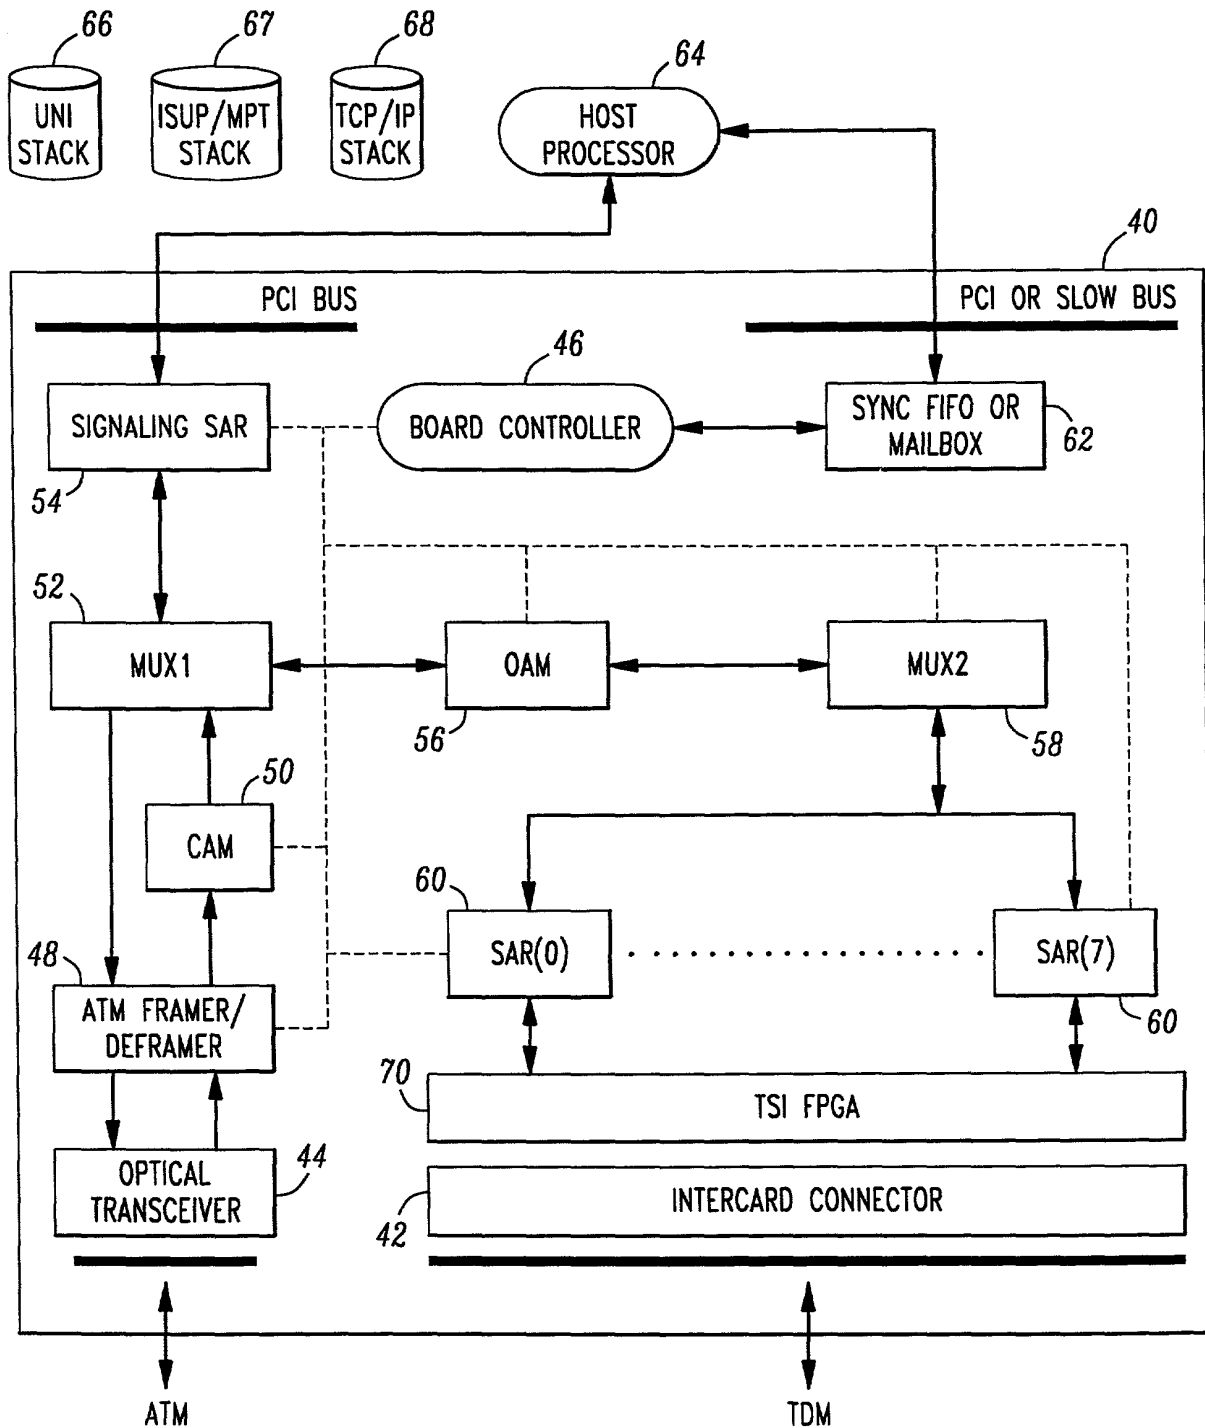 66
67
68
64
UNI
STACK
ISUP/MPT
STACK
TCP/IP
STACK
HOST
PROCESSOR
40
PCI BUS
PCI OR SLOW BUS
46
SIGNALING SAR
BOARD CONTROLLER
SYNC FIFO OR
MAILBOX
54
62
52
MUX1
OAM
MUX2
56
58
50
CAM
60
SAR(0)
SAR(7)
48
60
ATM FRAMER/
DEFRAMER
70
TSI FPGA
44
OPTICAL
TRANSCEIVER
INTERCARD CONNECTOR
42
ATM
TDM